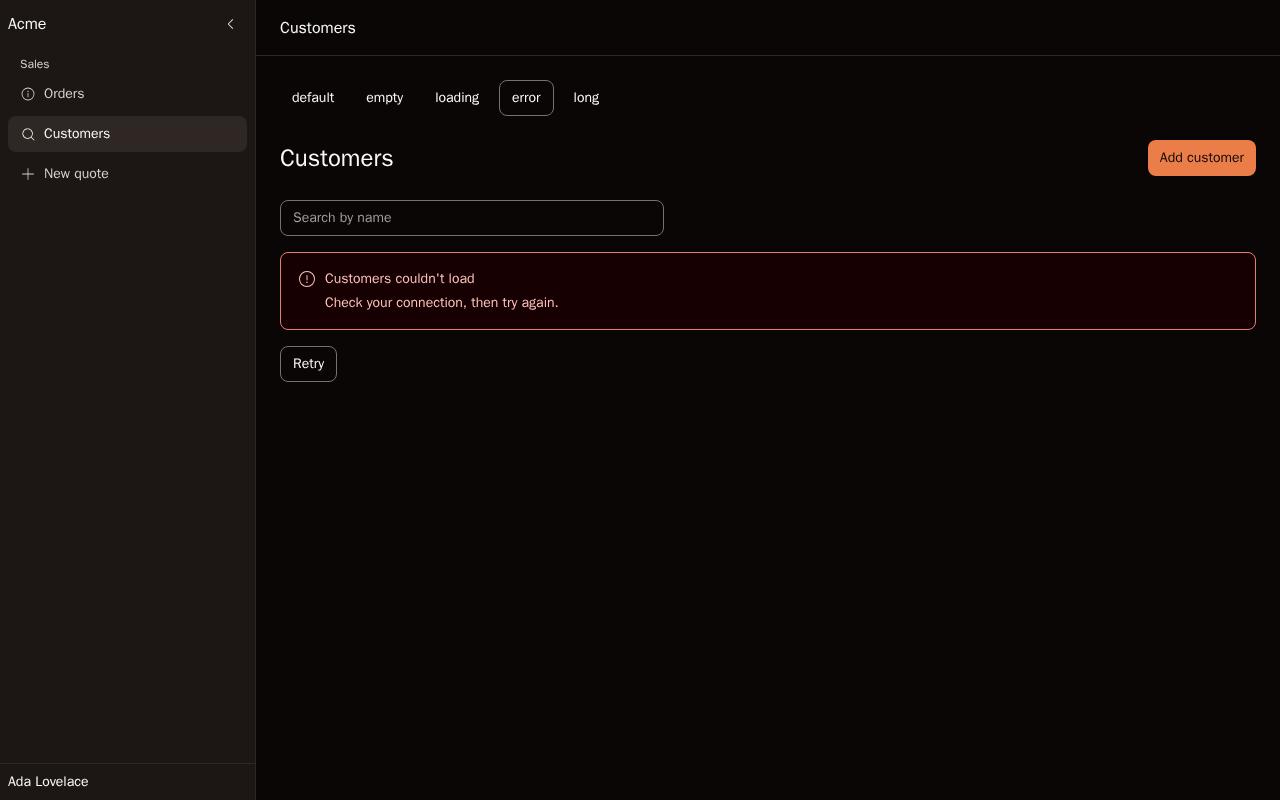 Acme
Sales
Orders
Customers
New quote
Ada Lovelace
Customers
default empty loading error long
Customers
Add customer
Search by name
Customers couldn't load
Check your connection, then try again.
Retry